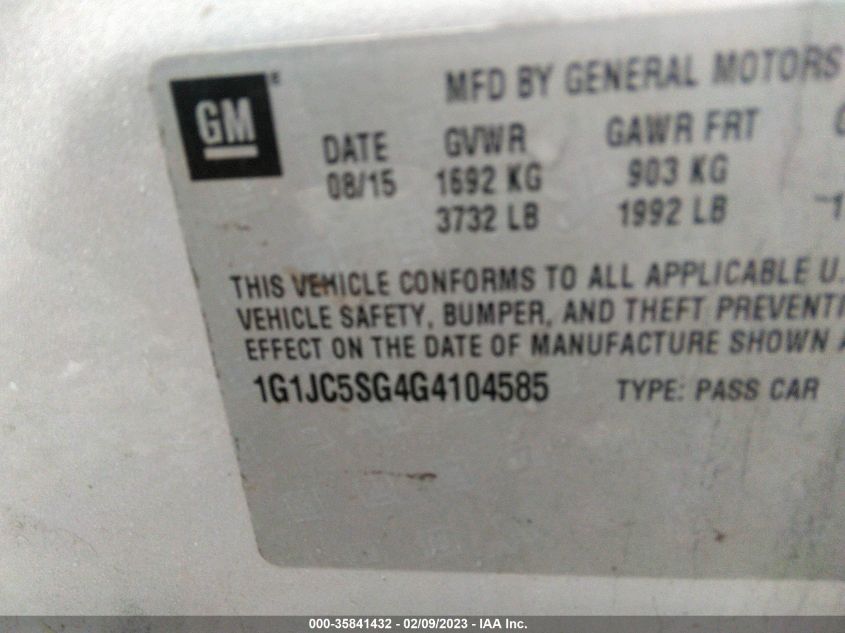 MFD BY GENERAL MOTORS
GM
DATE GVWR GAWR FRT
08/15 1692 KG 903 KG
3732 LB 1992 LB
THIS VEHICLE CONFORMS TO ALL APPLICABLE U.
VEHICLE SAFETY, BUMPER, AND THEFT PREVENTI
EFFECT ON THE DATE OF MANUFACTURE SHOWN A
1G1JC5SG4G4104585 TYPE: PASS CAR
000-35841432 - 02/09/2023 - IAA Inc.